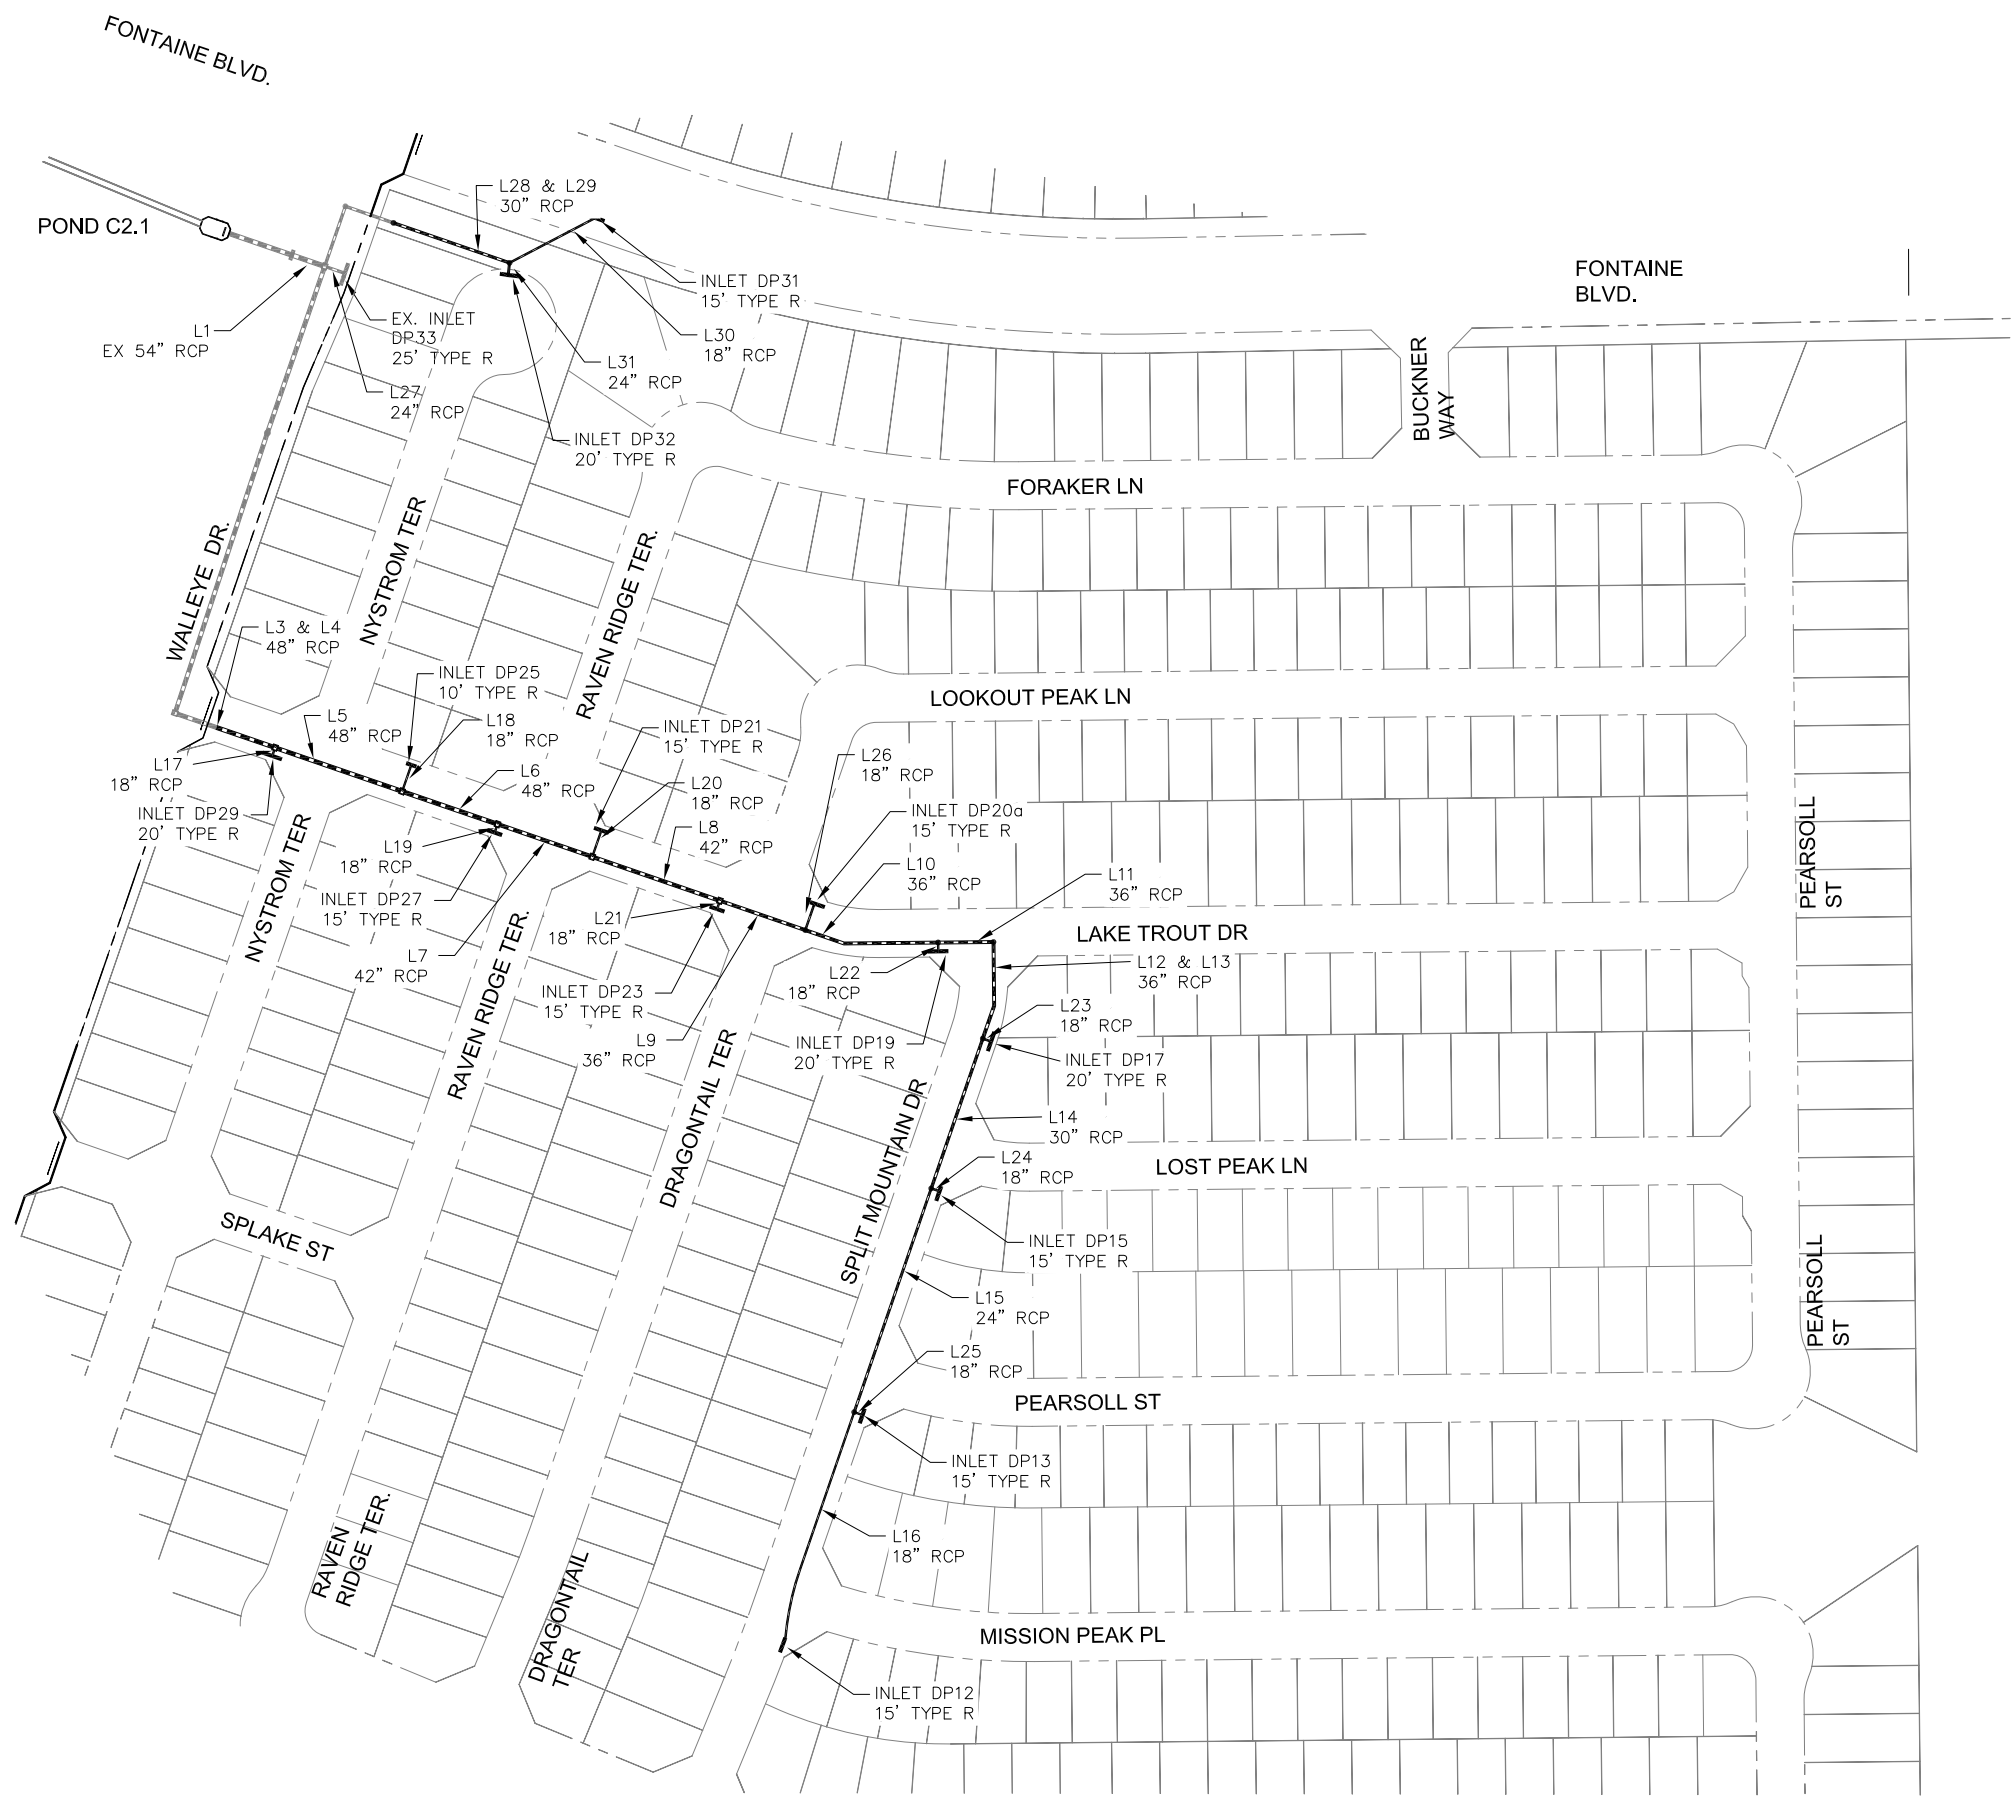 FONTAINE BLVD.
L28 & L29
30” RCP
POND C2.1
INLET DP31
15’ TYPE R
FONTAINE
BLVD.
L1
EX 54” RCP
EX. INLET
DP33
25’ TYPE R
L30
18” RCP
L31
24” RCP
L27
24” RCP
BUCKNER
WAY
INLET DP32
20’ TYPE R
FORAKER LN
WALLEYE DR.
NYSTROM TER
RAVEN RIDGE TER.
L3 & L4
48” RCP
INLET DP25
10’ TYPE R
LOOKOUT PEAK LN
L5
48” RCP
L18
18” RCP
INLET DP21
15’ TYPE R
L17
18” RCP
L6
48” RCP
L26
18” RCP
L20
18” RCP
INLET DP29
20’ TYPE R
INLET DP20a
15’ TYPE R
L8
42” RCP
PEARSOLL
ST
L19
18” RCP
L10
36” RCP
L11
36” RCP
NYSTROM TER
INLET DP27
15’ TYPE R
L21
18” RCP
LAKE TROUT DR
L7
42” RCP
RAVEN RIDGE TER.
L22
18” RCP
L12 & L13
36” RCP
INLET DP23
15’ TYPE R
L23
18” RCP
L9
36” RCP
INLET DP19
20’ TYPE R
INLET DP17
20’ TYPE R
DRAGONTAIL TER
SPLIT MOUNTAIN DR
L14
30” RCP
L24
18” RCP
LOST PEAK LN
SPLAKE ST
INLET DP15
15’ TYPE R
PEARSOLL
ST
L15
24” RCP
L25
18” RCP
PEARSOLL ST
INLET DP13
15’ TYPE R
RAVEN
RIDGE TER.
L16
18” RCP
DRAGONTAIL
TER
MISSION PEAK PL
INLET DP12
15’ TYPE R